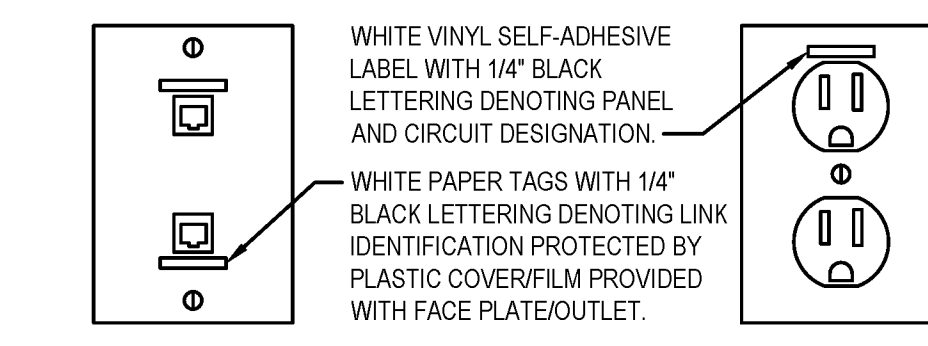 WHITE VINYL SELF-ADHESIVE
LABEL WITH 1/4" BLACK
LETTERING DENOTING PANEL
AND CIRCUIT DESIGNATION.
WHITE PAPER TAGS WITH 1/4"
BLACK LETTERING DENOTING LINK
IDENTIFICATION PROTECTED BY
PLASTIC COVER/FILM PROVIDED
WITH FACE PLATE/OUTLET.